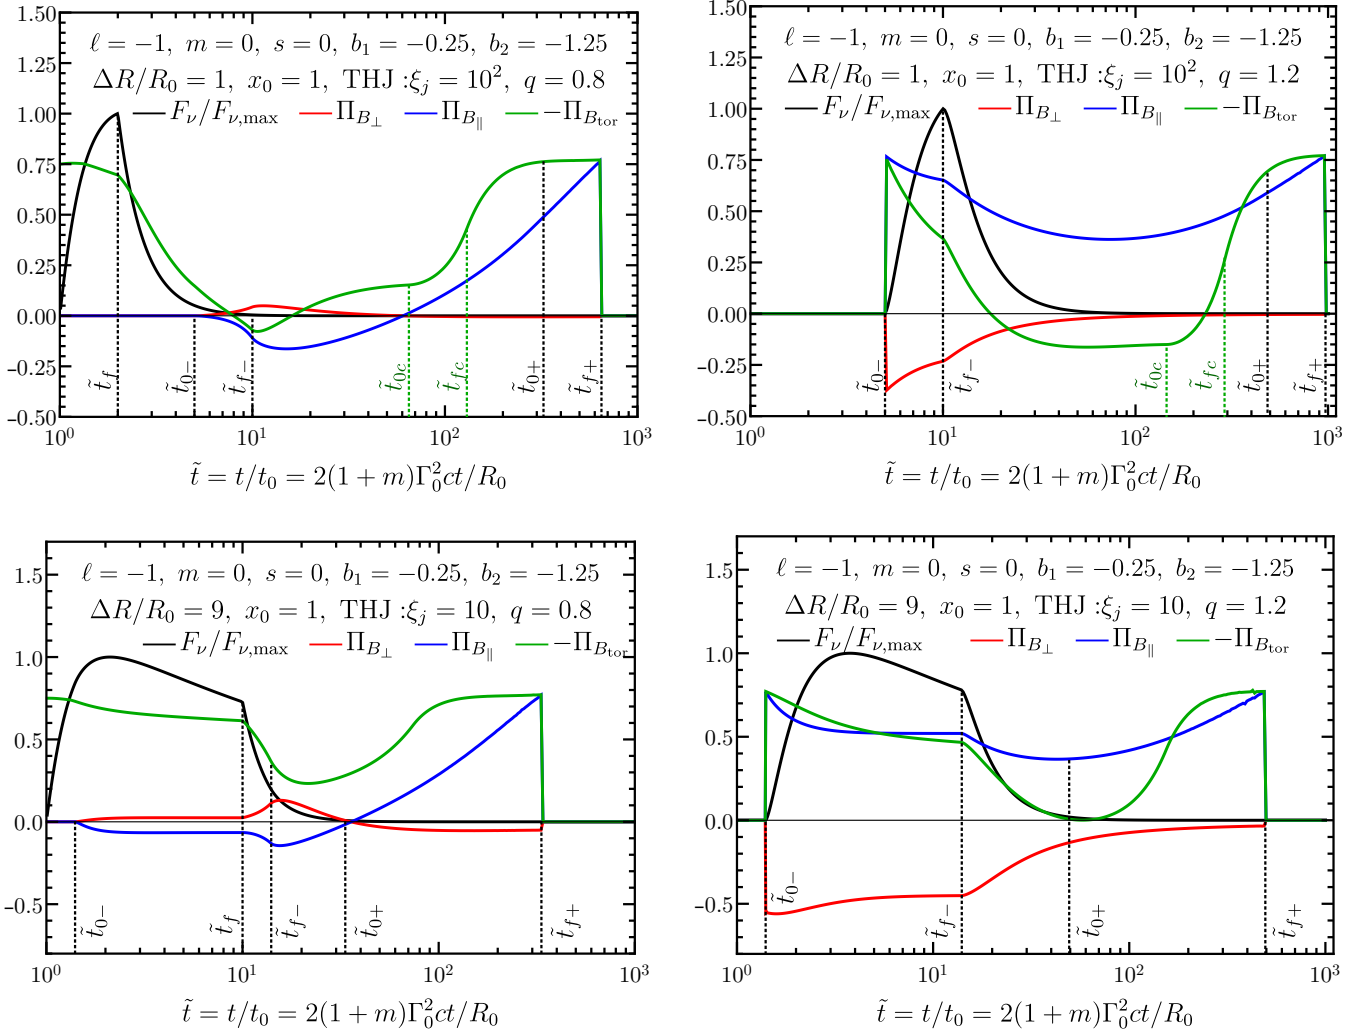 ℓ = −1, m = 0, s = 0, b₁ = −0.25, b₂ = −1.25
ΔR/R₀ = 1, x₀ = 1, THJ :ξⱼ = 10², q = 0.8
F_ν/F_ν,max Π_B⊥ Π_B∥ −Π_Btor
1.50
1.25
1.00
0.75
0.50
0.25
0.00
−0.25
−0.50
t̃_f t̃_0− t̃_f− t̃_0c t̃_fc t̃_0+ t̃_f+
10⁰ 10¹ 10² 10³
t̃ = t/t₀ = 2(1 + m)Γ₀²ct/R₀
ℓ = −1, m = 0, s = 0, b₁ = −0.25, b₂ = −1.25
ΔR/R₀ = 1, x₀ = 1, THJ :ξⱼ = 10², q = 1.2
F_ν/F_ν,max Π_B⊥ Π_B∥ −Π_Btor
1.50
1.25
1.00
0.75
0.50
0.25
0.00
−0.25
−0.50
t̃_0− t̃_f− t̃_0c t̃_fc t̃_0+ t̃_f+
10⁰ 10¹ 10² 10³
t̃ = t/t₀ = 2(1 + m)Γ₀²ct/R₀
ℓ = −1, m = 0, s = 0, b₁ = −0.25, b₂ = −1.25
ΔR/R₀ = 9, x₀ = 1, THJ :ξⱼ = 10, q = 0.8
F_ν/F_ν,max Π_B⊥ Π_B∥ −Π_Btor
1.5
1.0
0.5
0.0
−0.5
t̃_0− t̃_f t̃_f− t̃_0+ t̃_f+
10⁰ 10¹ 10² 10³
t̃ = t/t₀ = 2(1 + m)Γ₀²ct/R₀
ℓ = −1, m = 0, s = 0, b₁ = −0.25, b₂ = −1.25
ΔR/R₀ = 9, x₀ = 1, THJ :ξⱼ = 10, q = 1.2
F_ν/F_ν,max Π_B⊥ Π_B∥ −Π_Btor
1.5
1.0
0.5
0.0
−0.5
t̃_0− t̃_f− t̃_0+ t̃_f+
10⁰ 10¹ 10² 10³
t̃ = t/t₀ = 2(1 + m)Γ₀²ct/R₀